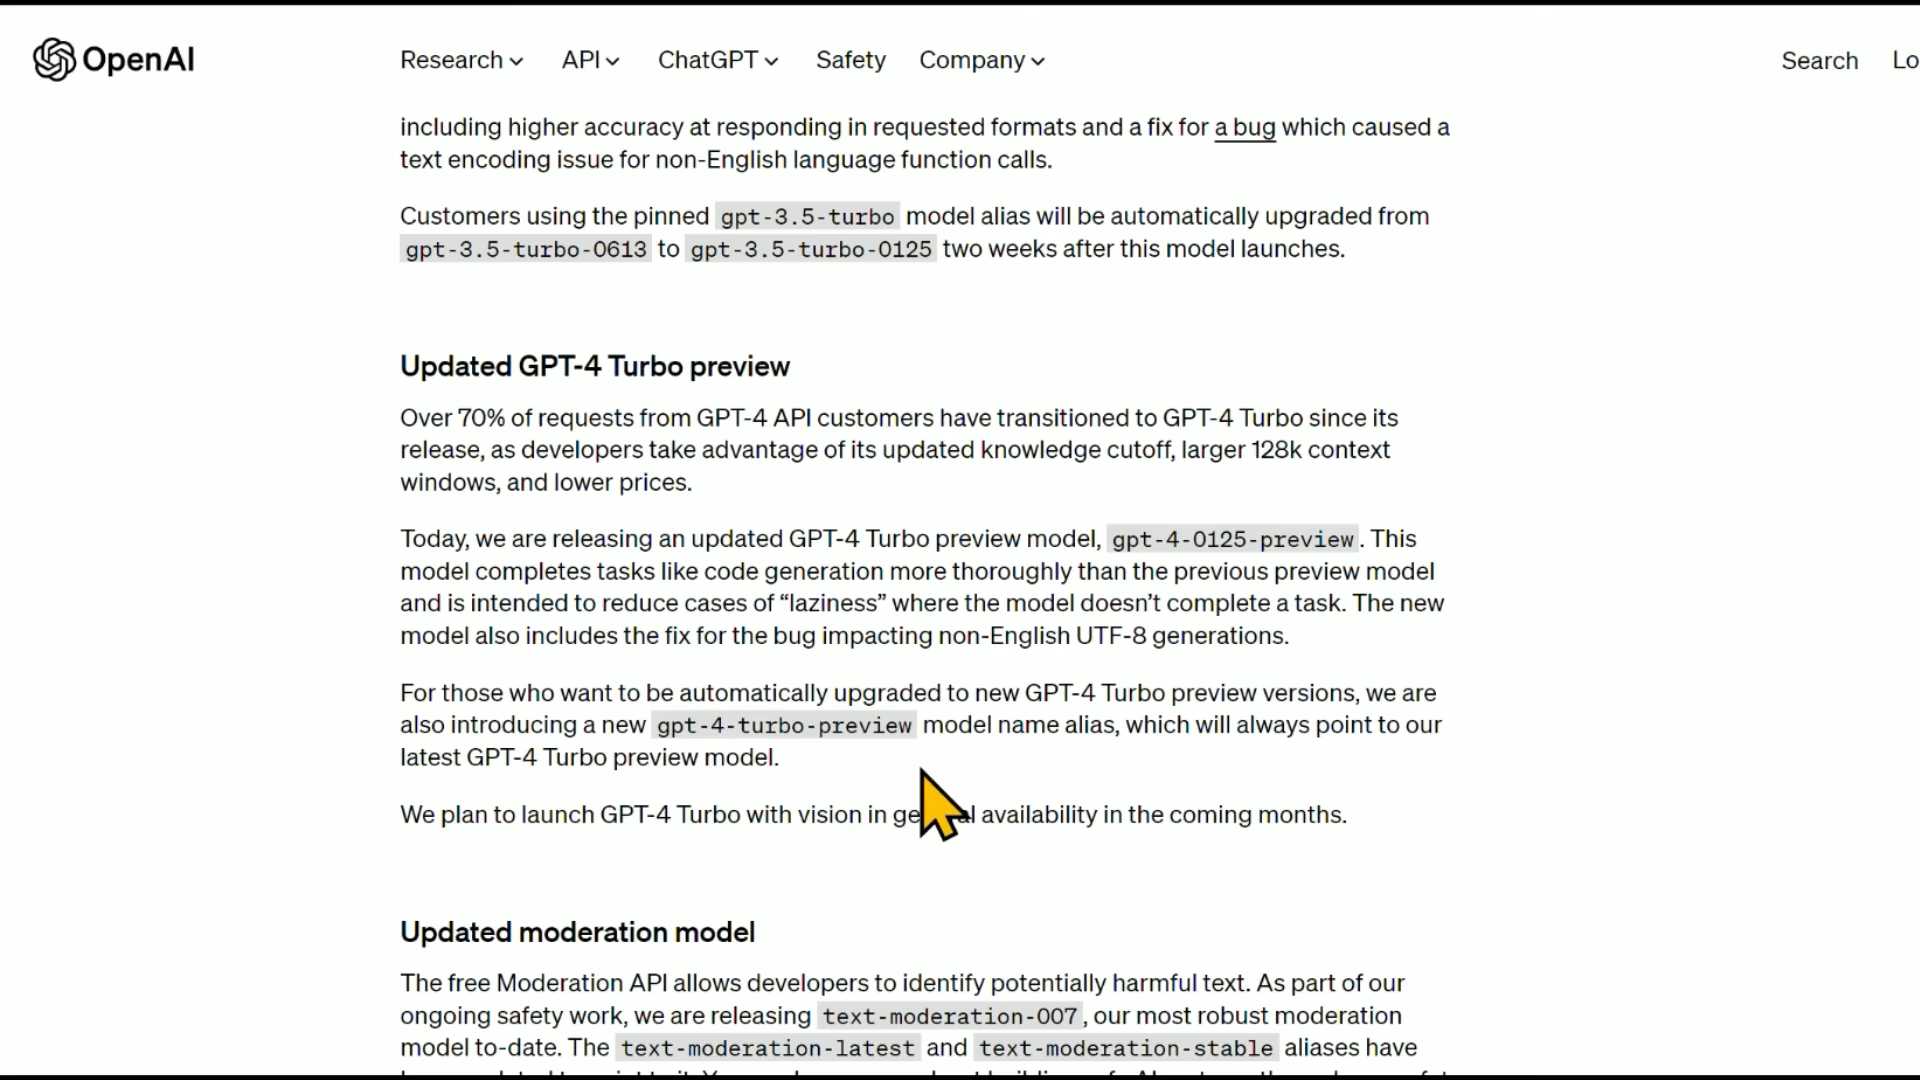 OpenAI
Research API ChatGPT Safety Company Search Lo
including higher accuracy at responding in requested formats and a fix for a bug which caused a
text encoding issue for non-English language function calls.
Customers using the pinned gpt-3.5-turbo model alias will be automatically upgraded from
gpt-3.5-turbo-0613 to gpt-3.5-turbo-0125 two weeks after this model launches.
Updated GPT-4 Turbo preview
Over 70% of requests from GPT-4 API customers have transitioned to GPT-4 Turbo since its
release, as developers take advantage of its updated knowledge cutoff, larger 128k context
windows, and lower prices.
Today, we are releasing an updated GPT-4 Turbo preview model, gpt-4-0125-preview. This
model completes tasks like code generation more thoroughly than the previous preview model
and is intended to reduce cases of “laziness” where the model doesn’t complete a task. The new
model also includes the fix for the bug impacting non-English UTF-8 generations.
For those who want to be automatically upgraded to new GPT-4 Turbo preview versions, we are
also introducing a new gpt-4-turbo-preview model name alias, which will always point to our
latest GPT-4 Turbo preview model.
We plan to launch GPT-4 Turbo with vision in general availability in the coming months.
Updated moderation model
The free Moderation API allows developers to identify potentially harmful text. As part of our
ongoing safety work, we are releasing text-moderation-007, our most robust moderation
model to-date. The text-moderation-latest and text-moderation-stable aliases have